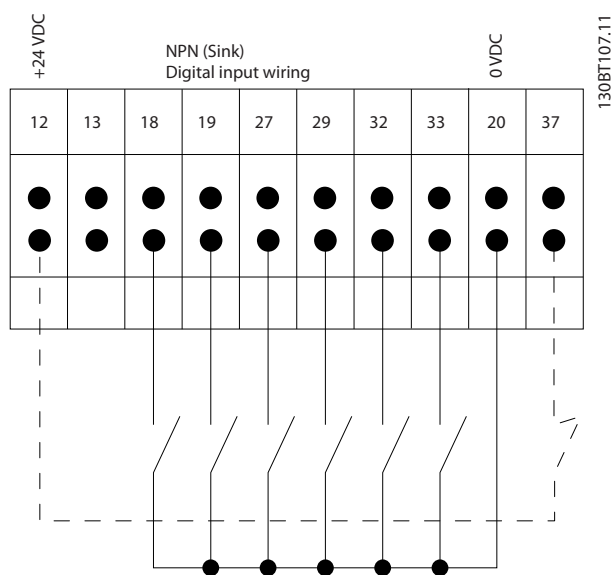 +24 VDC
NPN (Sink)
Digital input wiring
0 VDC
130BT107.11
12 13 18 19 27 29 32 33 20 37